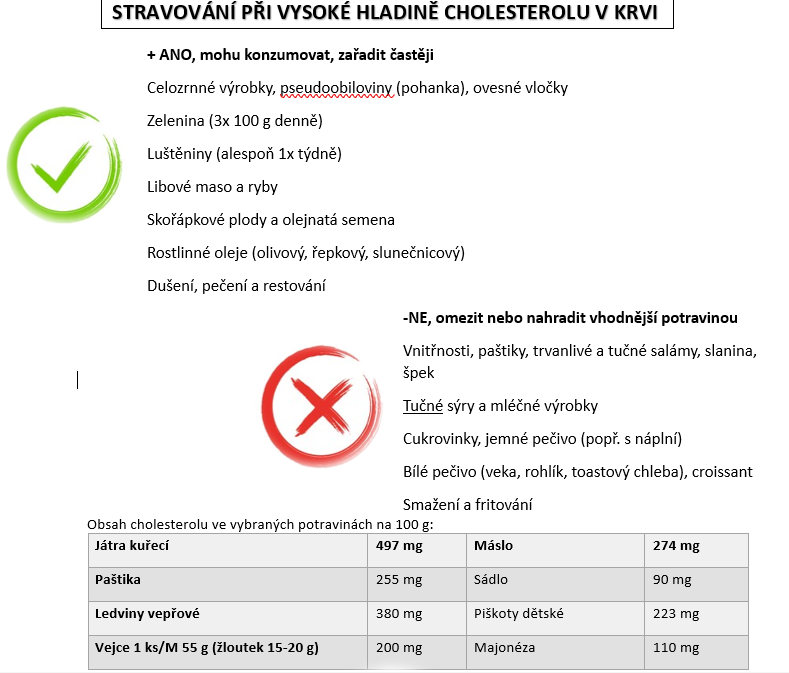 STRAVOVÁNÍ PŘI VYSOKÉ HLADINĚ CHOLESTEROLU V KRVI
+ ANO, mohu konzumovat, zařadit častěji
Celozrnné výrobky, pseudoobiloviny (pohanka), ovesné vločky
Zelenina (3x 100 g denně)
Luštěniny (alespoň 1x týdně)
Libové maso a ryby
Skořápkové plody a olejnatá semena
Rostlinné oleje (olivový, řepkový, slunečnicový)
Dušení, pečení a restování
-NE, omezit nebo nahradit vhodnější potravinou
Vnitřnosti, paštiky, trvanlivé a tučné salámy, slanina,
špek
Tučné sýry a mléčné výrobky
Cukrovinky, jemné pečivo (popř. s náplní)
Bílé pečivo (veka, rohlík, toastový chleba), croissant
Smažení a fritování
Obsah cholesterolu ve vybraných potravinách na 100 g:
Játra kuřecí 497 mg Máslo 274 mg
Paštika 255 mg Sádlo 90 mg
Ledviny vepřové 380 mg Piškoty dětské 223 mg
Vejce 1 ks/M 55 g (žloutek 15-20 g) 200 mg Majonéza 110 mg